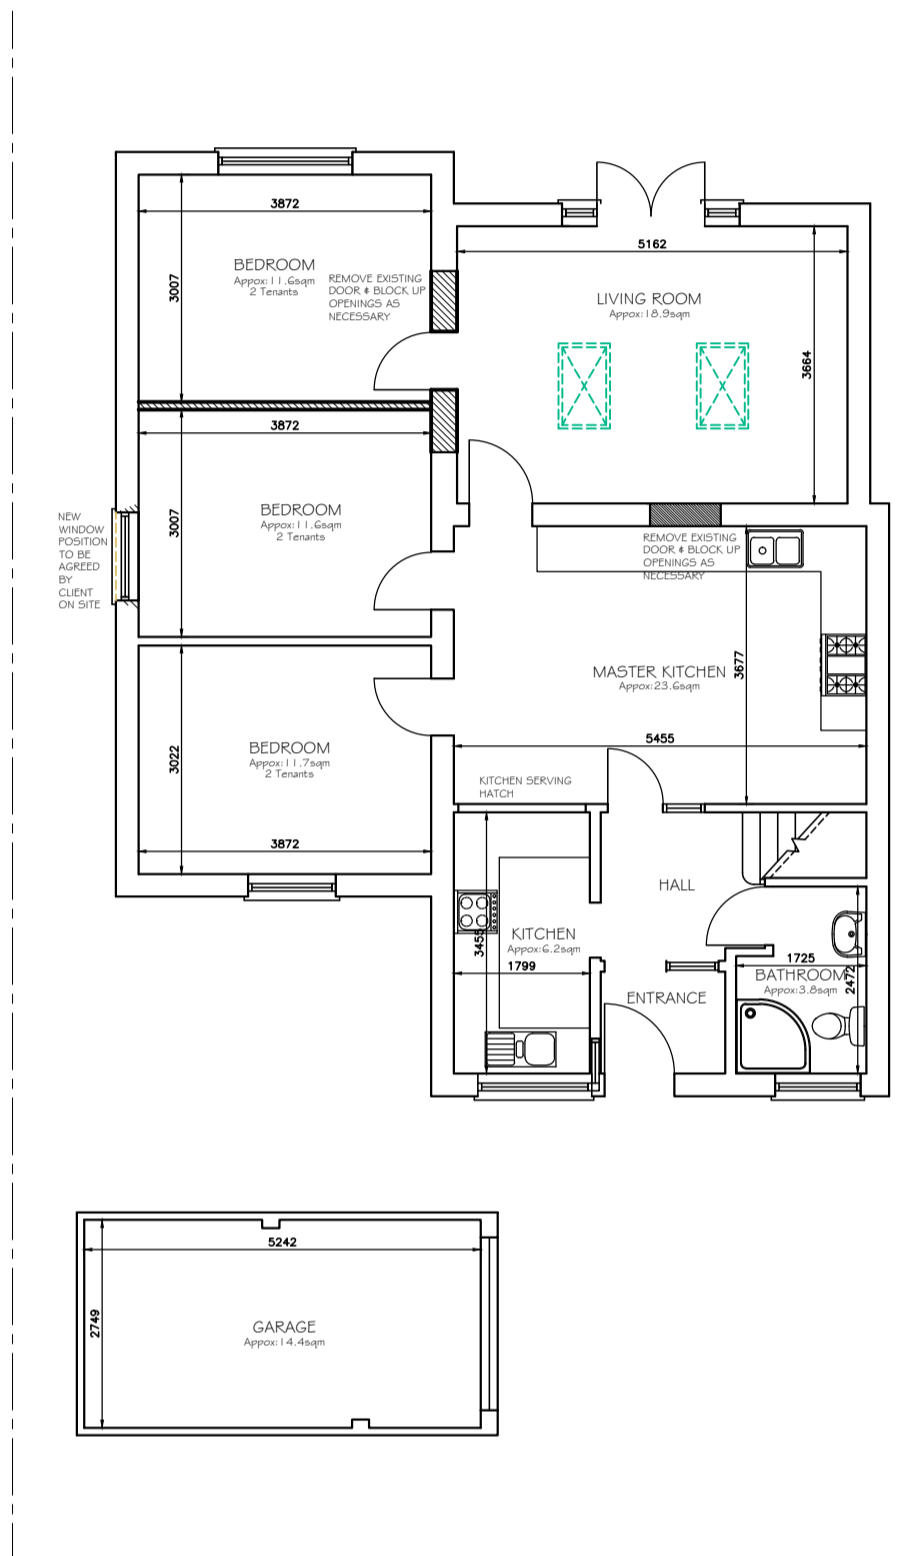 3872
3007
BEDROOM
Appox:11.6sqm
2 Tenants
REMOVE EXISTING
DOOR & BLOCK UP
OPENINGS AS
NECESSARY
5162
LIVING ROOM
Appox:18.9sqm
3664
3872
3007
BEDROOM
Appox:11.6sqm
2 Tenants
NEW
WINDOW
POSITION
TO BE
AGREED
BY
CLIENT
ON SITE
REMOVE EXISTING
DOOR & BLOCK UP
OPENINGS AS
NECESSARY
MASTER KITCHEN
Appox:23.6sqm
3677
5455
3022
BEDROOM
Appox:11.7sqm
2 Tenants
3872
KITCHEN SERVING
HATCH
HALL
KITCHEN
Appox:6.2sqm
3455
1799
ENTRANCE
1725
BATHROOM
Appox:3.8sqm
2472
5242
2749
GARAGE
Appox:14.4sqm